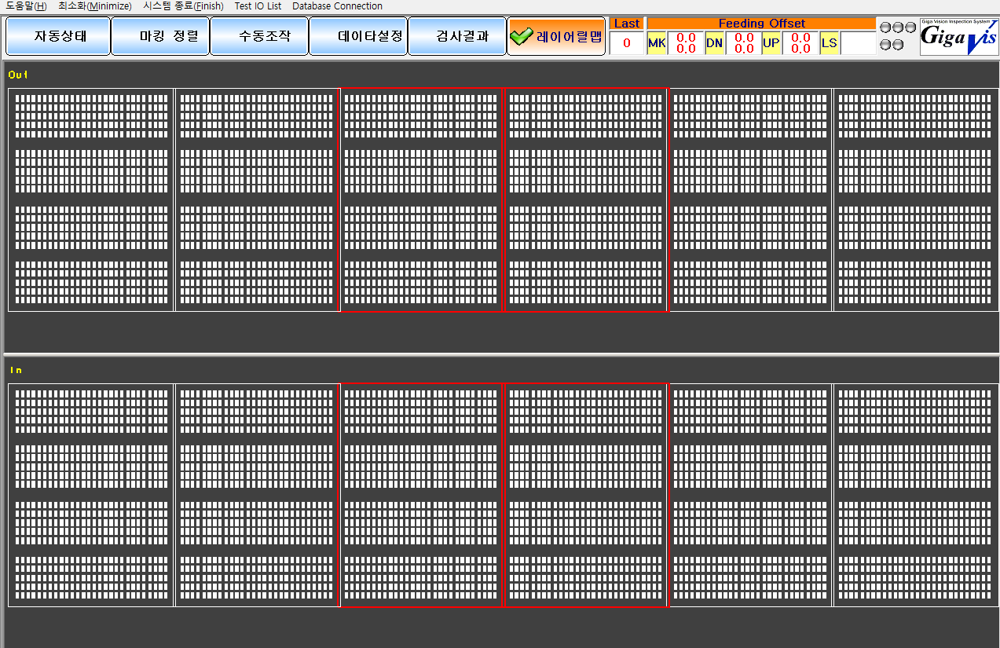 도움말(H) 최소화(Minimize) 시스템 종료(Finish) Test IO List Database Connection
자동상태 마킹 정렬 수동조작 데이타설정 검사결과 레이어릴맵
Last Feeding Offset
0 MK 0.0 DN 0.0 UP 0.0 LS
0.0 0.0 0.0
Giga Vision Inspection System
GigaVis
Out
In